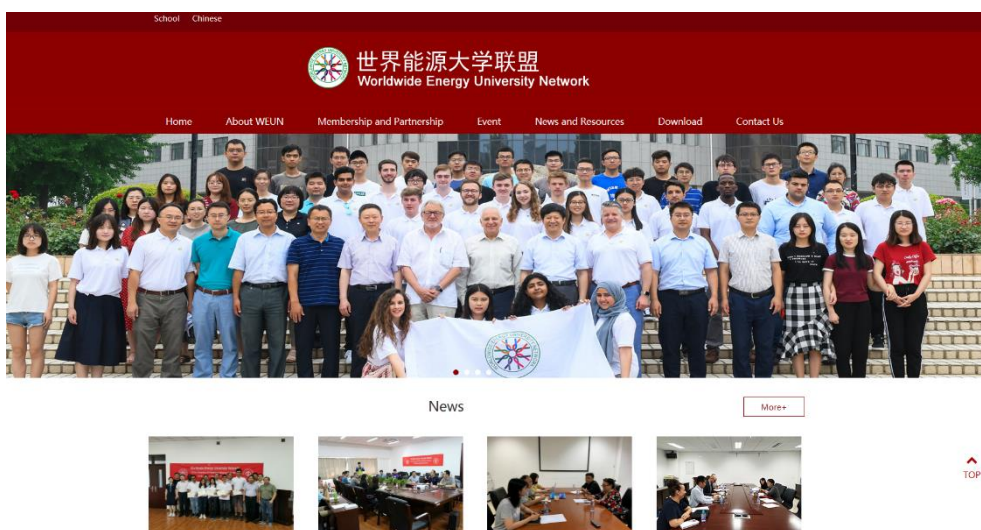 School Chinese
世界能源大学联盟
Worldwide Energy University Network
Home About WEUN Membership and Partnership Event News and Resources Download Contact Us
News More+
TOP